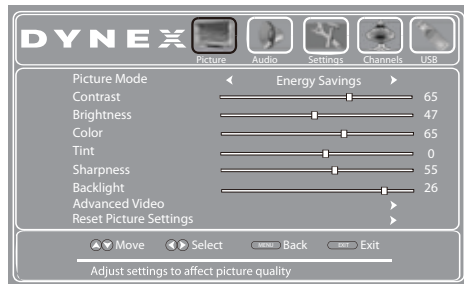 DYNEX
Picture Audio Settings Channels USB
Picture Mode Energy Savings
Contrast 65
Brightness 47
Color 65
Tint 0
Sharpness 55
Backlight 26
Advanced Video
Reset Picture Settings
Move Select MENU Back EXIT Exit
Adjust settings to affect picture quality